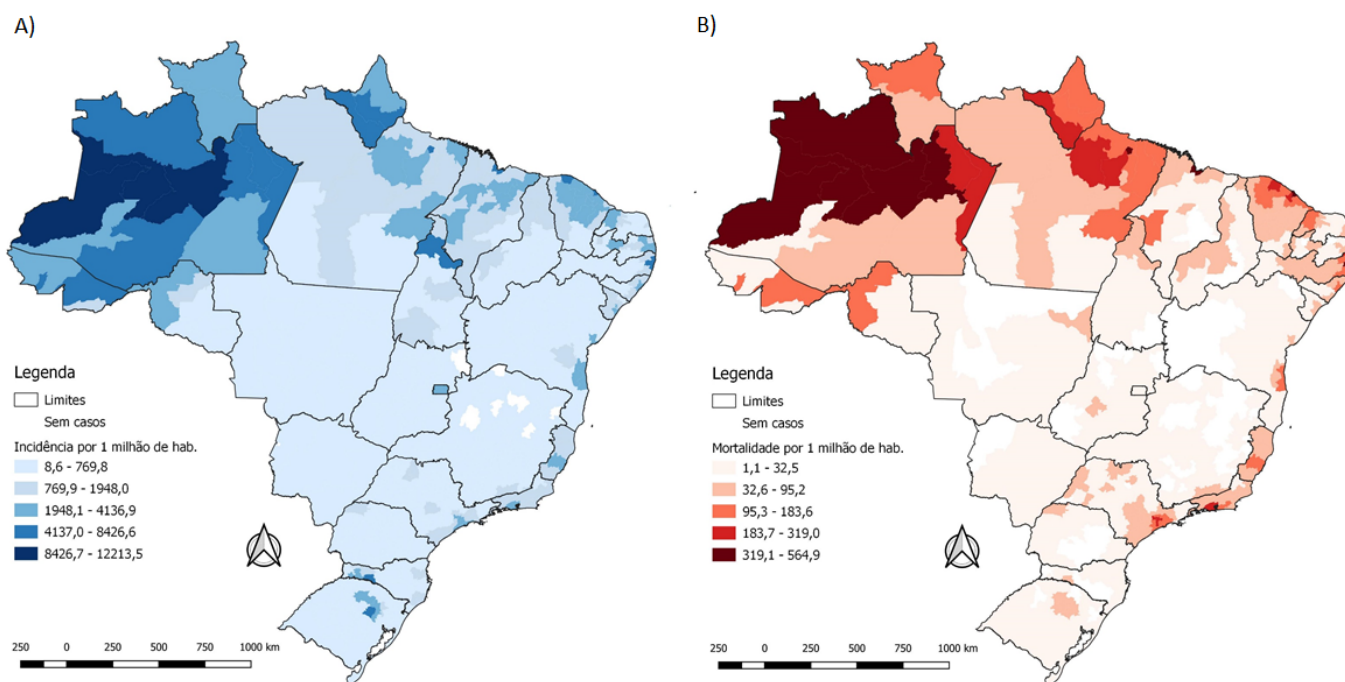 A)
Legenda
Limites
Sem casos
Incidência por 1 milhão de hab.
8,6 - 769,8
769,9 - 1948,0
1948,1 - 4136,9
4137,0 - 8426,6
8426,7 - 12213,5
250 0 250 500 750 1000 km
B)
Legenda
Limites
Sem casos
Mortalidade por 1 milhão de hab.
1,1 - 32,5
32,6 - 95,2
95,3 - 183,6
183,7 - 319,0
319,1 - 564,9
250 0 250 500 750 1000 km